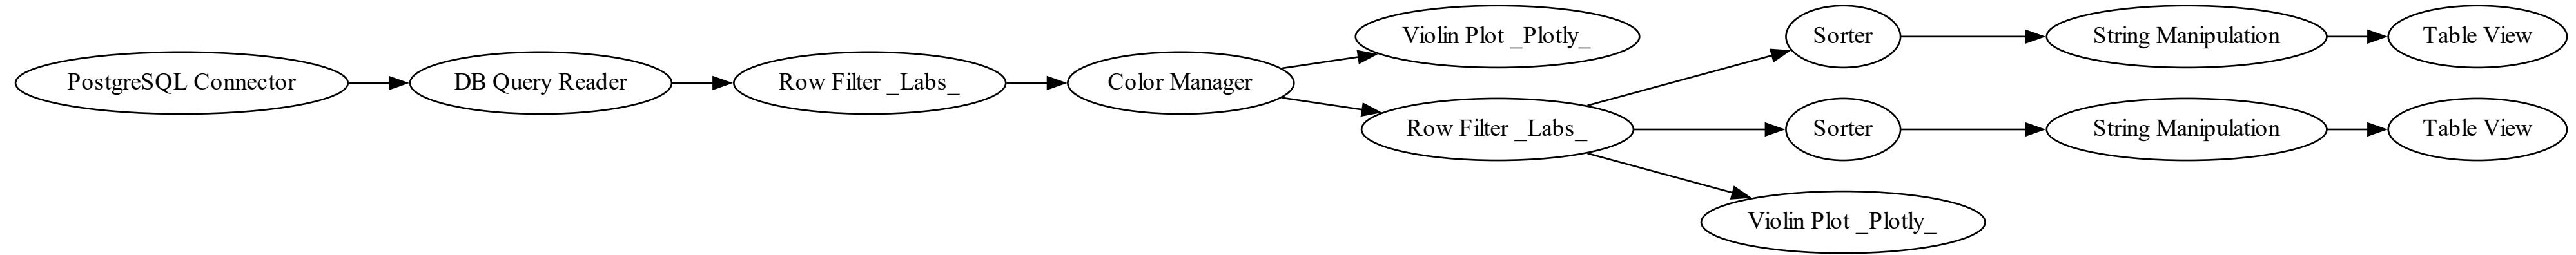 PostgreSQL Connector
DB Query Reader
Row Filter _Labs_
Color Manager
Violin Plot _Plotly_
Row Filter _Labs_
Sorter
String Manipulation
Table View
Sorter
String Manipulation
Table View
Violin Plot _Plotly_